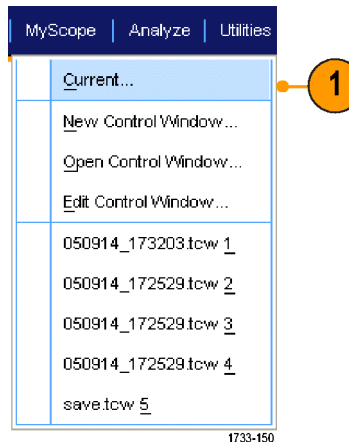 MyScope | Analyze | Utilities
Current...
1
New Control Window...
Open Control Window...
Edit Control Window...
050914_173203.tcw 1
050914_172529.tcw 2
050914_172529.tcw 3
050914_172529.tcw 4
save.tcw 5
1733-150